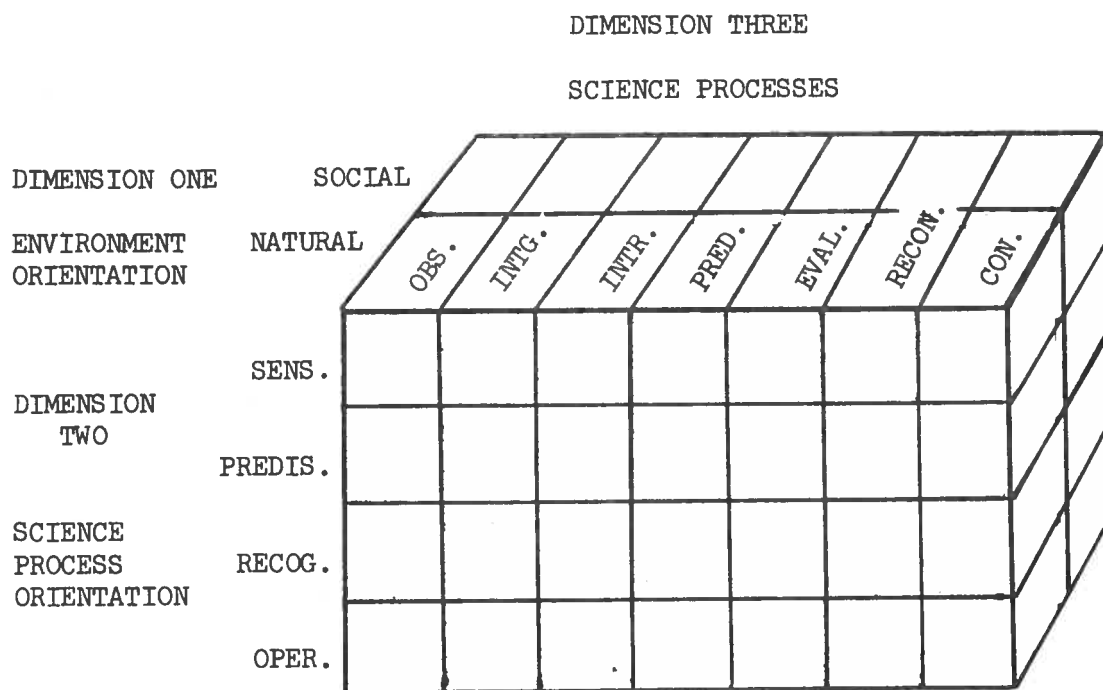 DIMENSION THREE
SCIENCE PROCESSES
DIMENSION ONE
SOCIAL
ENVIRONMENT
ORIENTATION
NATURAL
OBS.
INTG.
INTR.
PRED.
EVAL.
RECON.
CON.
SENS.
DIMENSION
TWO
PREDIS.
SCIENCE
PROCESS
ORIENTATION
RECOG.
OPER.